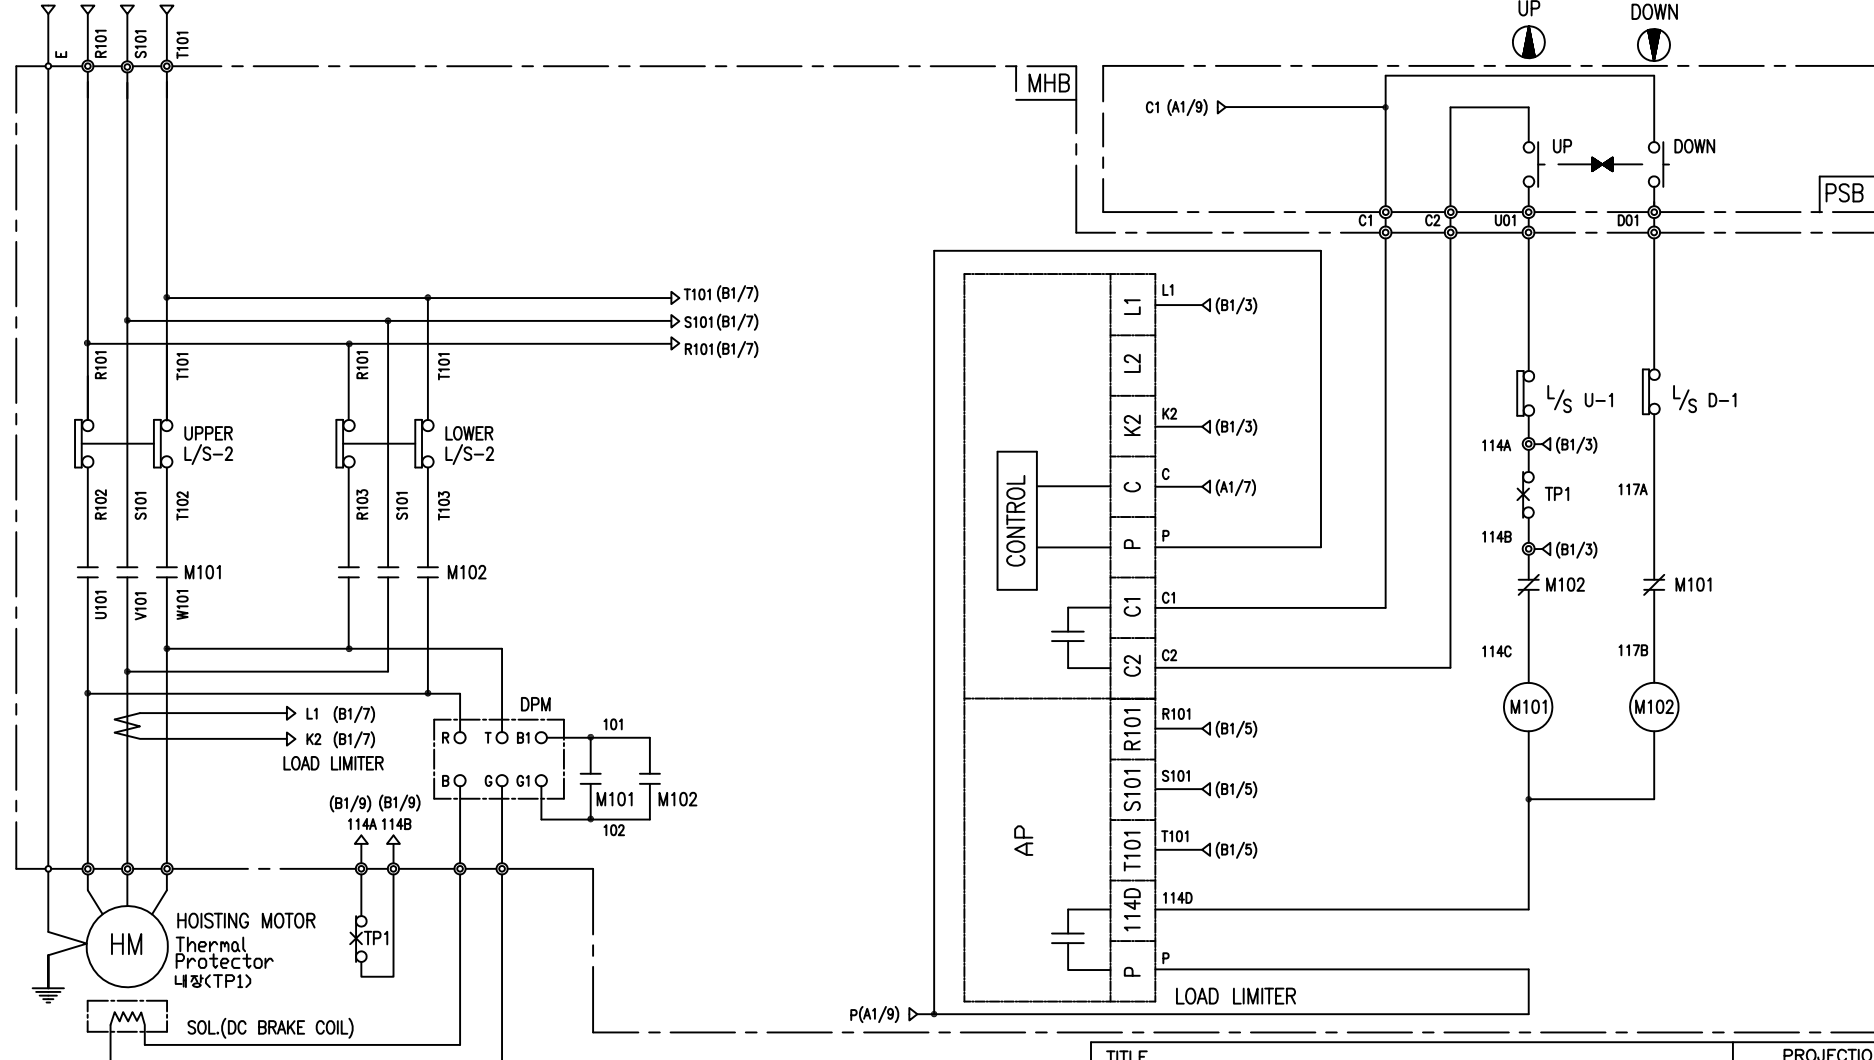 UP
DOWN
E
R101
S101
T101
MHB
C1 (A1/9)
UP
DOWN
PSB
C1
C2
U01
D01
T101 (B1/7)
S101 (B1/7)
R101 (B1/7)
R101
T101
R101
T101
UPPER
L/S-2
LOWER
L/S-2
R102
S101
T102
R103
S101
T103
M101
M102
U101
V101
W101
L1 (B1/7)
K2 (B1/7)
LOAD LIMITER
DPM
R
T
B1
B
G
G1
101
102
M101
M102
(B1/9) (B1/9)
114A 114B
TP1
HM
HOISTING MOTOR
Thermal
Protector
내장(TP1)
SOL.(DC BRAKE COIL)
CONTROL
AP
L1
L1
(B1/3)
L2
K2
K2
(B1/3)
C
C
(A1/7)
P
P
C1
C1
C2
C2
R101
R101
(B1/5)
S101
S101
(B1/5)
T101
T101
(B1/5)
114D
114D
P
P
LOAD LIMITER
P(A1/9)
L/S U-1
L/S D-1
114A
(B1/3)
TP1
117A
114B
(B1/3)
M102
M101
114C
117B
M101
M102
TITLE
PROJECTIO